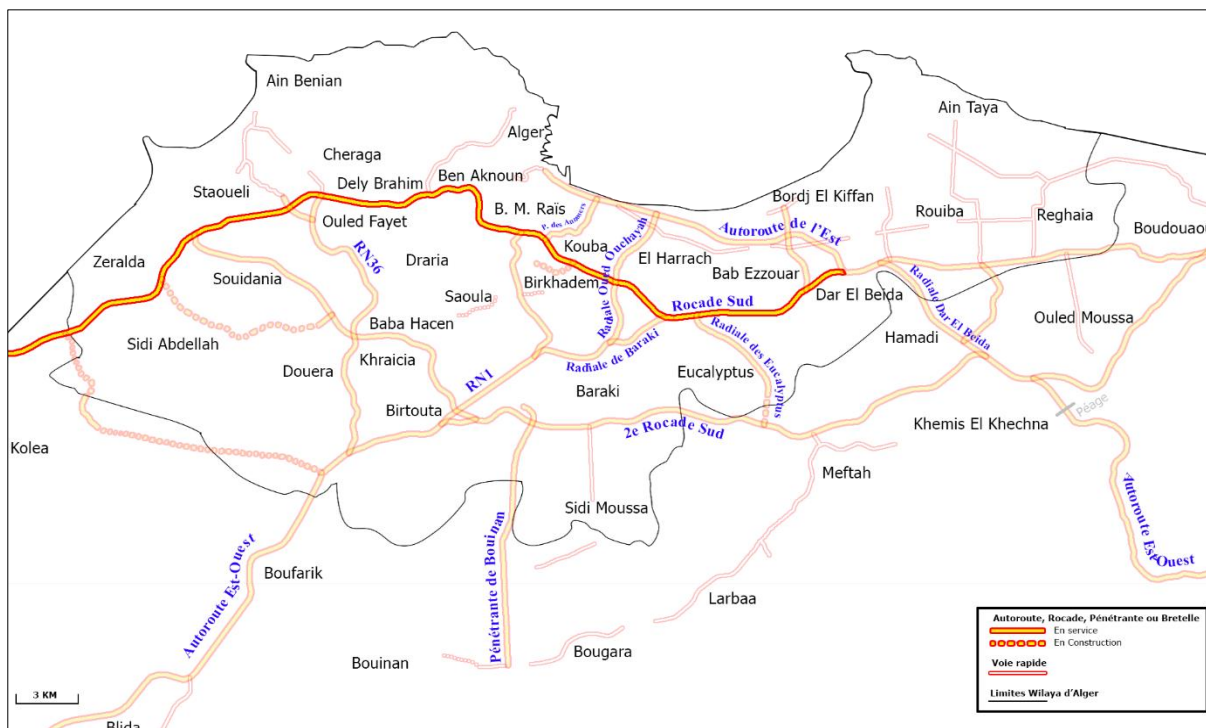 Ain Benian
Ain Taya
Alger
Cheraga
Dely Brahim
Ben Aknoun
Staoueli
Bordj El Kiffan
B. M. Raïs
P. des Annassers
Ouled Fayet
Rouiba
Reghaia
Autoroute de l'Est
Boudouaou
Kouba
RN36
Draria
El Harrach
Zeralda
Souidania
Birkhadem
Bab Ezzouar
Radiale Oued Ouchayah
Saoula
Rocade Sud
Dar El Beida
Radiale Dar El Beida
Ouled Moussa
Baba Hacen
Sidi Abdellah
Hamadi
Khraicia
Radiale de Baraki
Radiale des Eucalyptus
Douera
RN1
Eucalyptus
Baraki
Birtouta
Péage
2e Rocade Sud
Khemis El Khechna
Kolea
Meftah
Sidi Moussa
Autoroute Est-Ouest
Pénétrante de Bouinan
Autoroute Est-Ouest
Boufarik
Larbaa
Bougara
Bouinan
Blida
3 KM
Autoroute, Rocade, Pénétrante ou Bretelle
En service
En Construction
Voie rapide
Limites Wilaya d'Alger